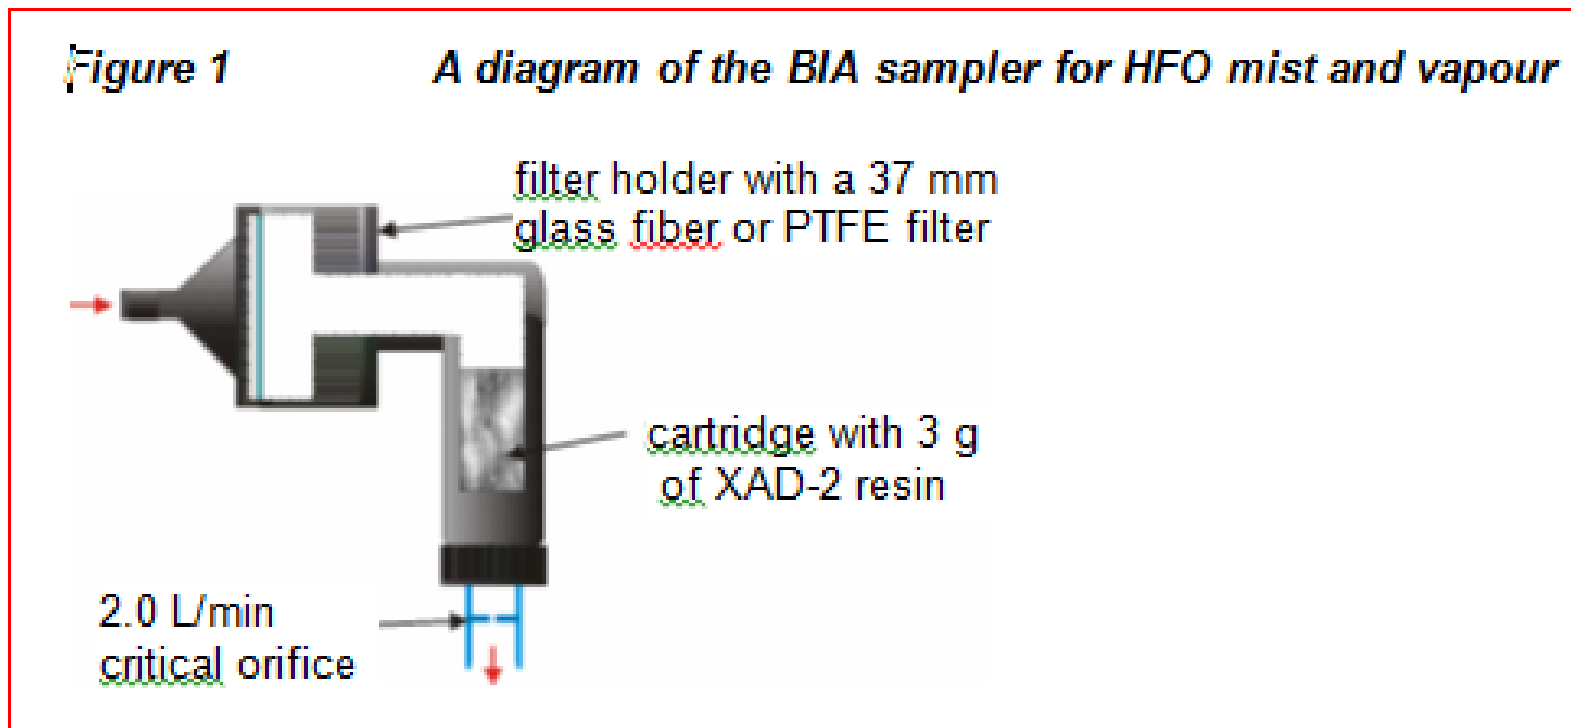 Figure 1 A diagram of the BIA sampler for HFO mist and vapour
filter holder with a 37 mm
glass fiber or PTFE filter
cartridge with 3 g
of XAD-2 resin
2.0 L/min
critical orifice